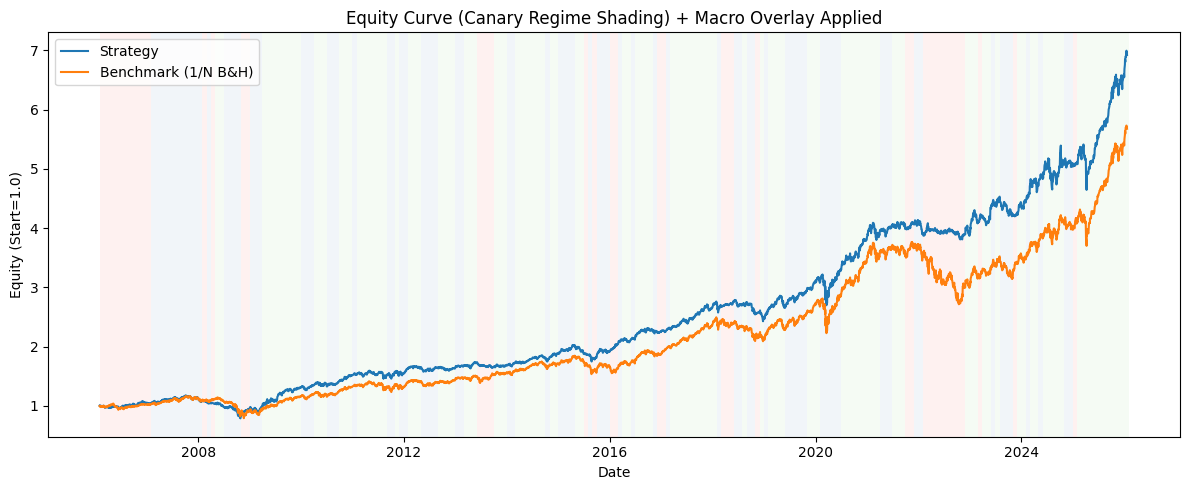 Equity Curve (Canary Regime Shading) + Macro Overlay Applied
Strategy
Benchmark (1/N B&H)
Equity (Start=1.0)
7
6
5
4
3
2
1
2008 2012 2016 2020 2024
Date